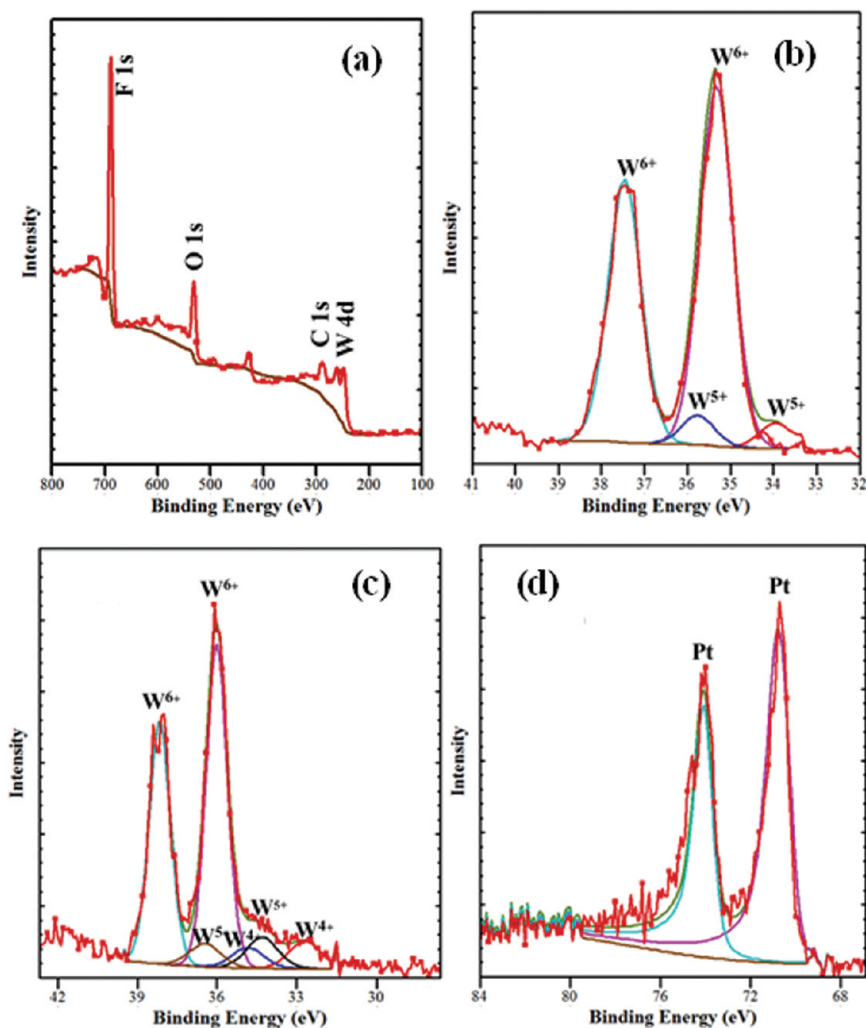 (a)
F 1s
O 1s
C 1s
W 4d
Intensity
800 700 600 500 400 300 200 100
Binding Energy (eV)
(b)
W6+
W6+
W5+
W5+
Intensity
41 40 39 38 37 36 35 34 33 32
Binding Energy (eV)
(c)
W6+
W6+
W5+
W5
W4
W4+
Intensity
42 39 36 33 30
Binding Energy (eV)
(d)
Pt
Pt
Intensity
84 80 76 72 68
Binding Energy (eV)